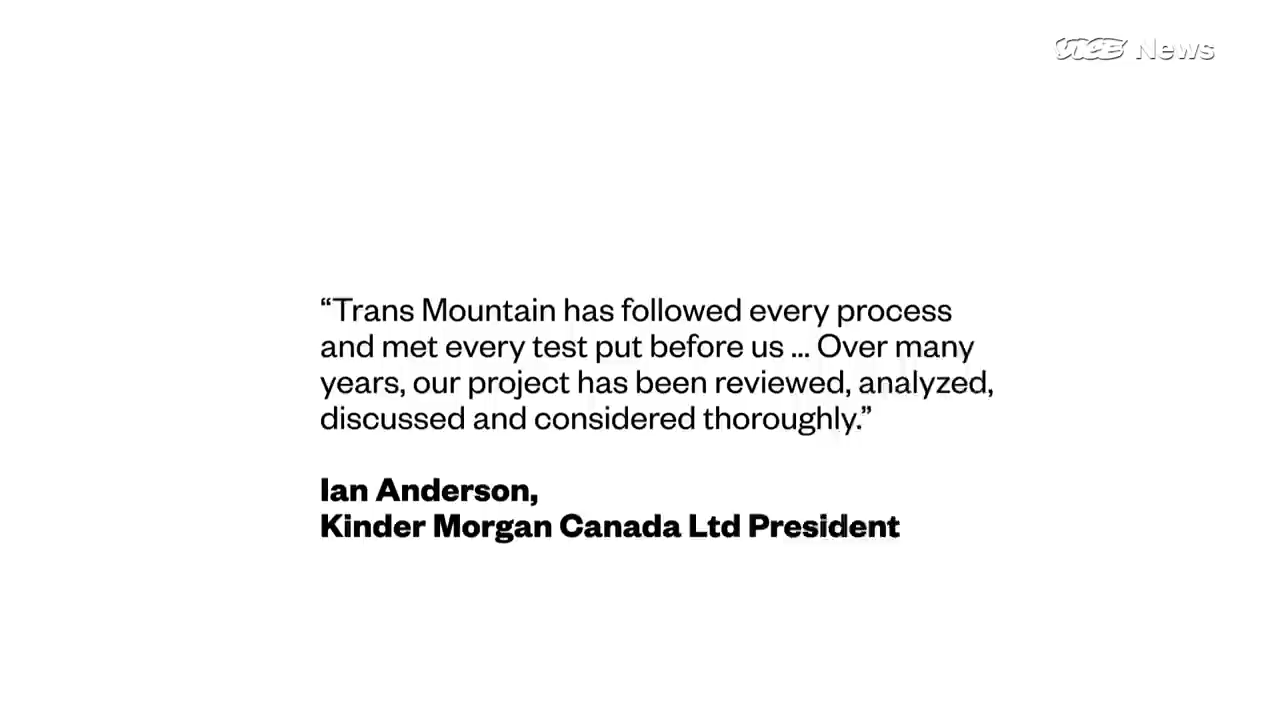 VICE News
“Trans Mountain has followed every process
and met every test put before us ... Over many
years, our project has been reviewed, analyzed,
discussed and considered thoroughly.”
Ian Anderson,
Kinder Morgan Canada Ltd President